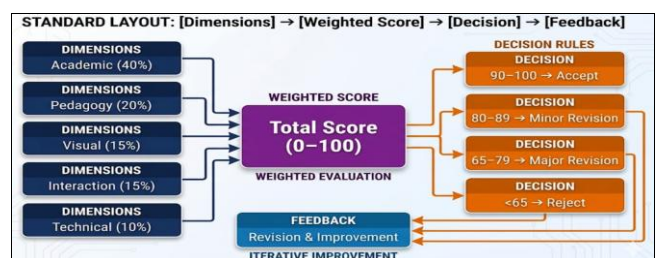 STANDARD LAYOUT: [Dimensions] → [Weighted Score] → [Decision] → [Feedback]
DIMENSIONS
Academic (40%)
DIMENSIONS
Pedagogy (20%)
DIMENSIONS
Visual (15%)
DIMENSIONS
Interaction (15%)
DIMENSIONS
Technical (10%)
WEIGHTED SCORE
Total Score
(0–100)
WEIGHTED EVALUATION
DECISION RULES
DECISION
90–100 → Accept
DECISION
80–89 → Minor Revision
DECISION
65–79 → Major Revision
DECISION
<65 → Reject
FEEDBACK
Revision & Improvement
ITERATIVE IMPROVEMENT